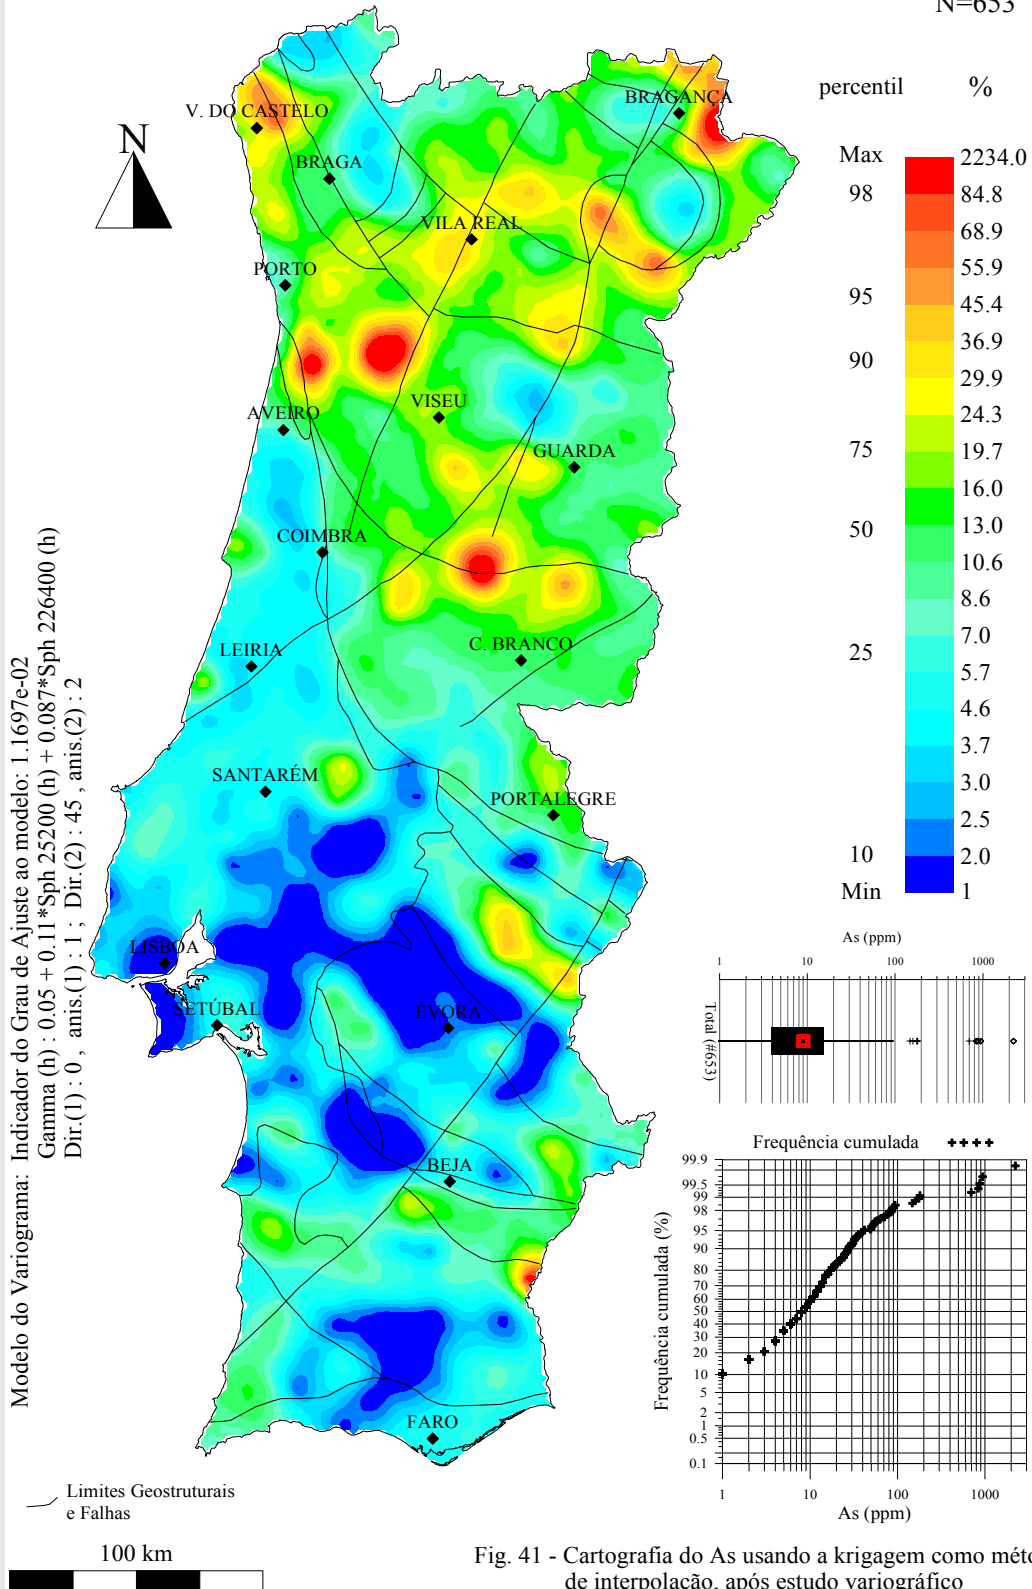 N=653
percentil %
Max
98
95
90
75
50
25
10
Min
2234.0
84.8
68.9
55.9
45.4
36.9
29.9
24.3
19.7
16.0
13.0
10.6
8.6
7.0
5.7
4.6
3.7
3.0
2.5
2.0
1
N
V. DO CASTELO
BRAGANÇA
BRAGA
VILA REAL
PORTO
AVEIRO
VISEU
GUARDA
COIMBRA
LEIRIA
C. BRANCO
SANTARÉM
PORTALEGRE
LISBOA
SETÚBAL
ÉVORA
BEJA
FARO
Modelo do Variograma: Indicador do Grau de Ajuste ao modelo: 1.1697e-02
Gamma (h) : 0.05 + 0.11*Sph 25200 (h) + 0.087*Sph 226400 (h)
Dir.(1) : 0 , anis.(1) : 1 ; Dir.(2) : 45 , anis.(2) : 2
As (ppm)
1 10 100 1000
Total (#653)
Frequência cumulada
Frequência cumulada (%)
99.9
99.5
99
98
95
90
80
70
60
50
40
30
20
10
5
2
1
0.5
0.1
1 10 100 1000
As (ppm)
Limites Geostruturais
e Falhas
100 km
Fig. 41 - Cartografia do As usando a krigagem como méto
de interpolação, após estudo variográfico